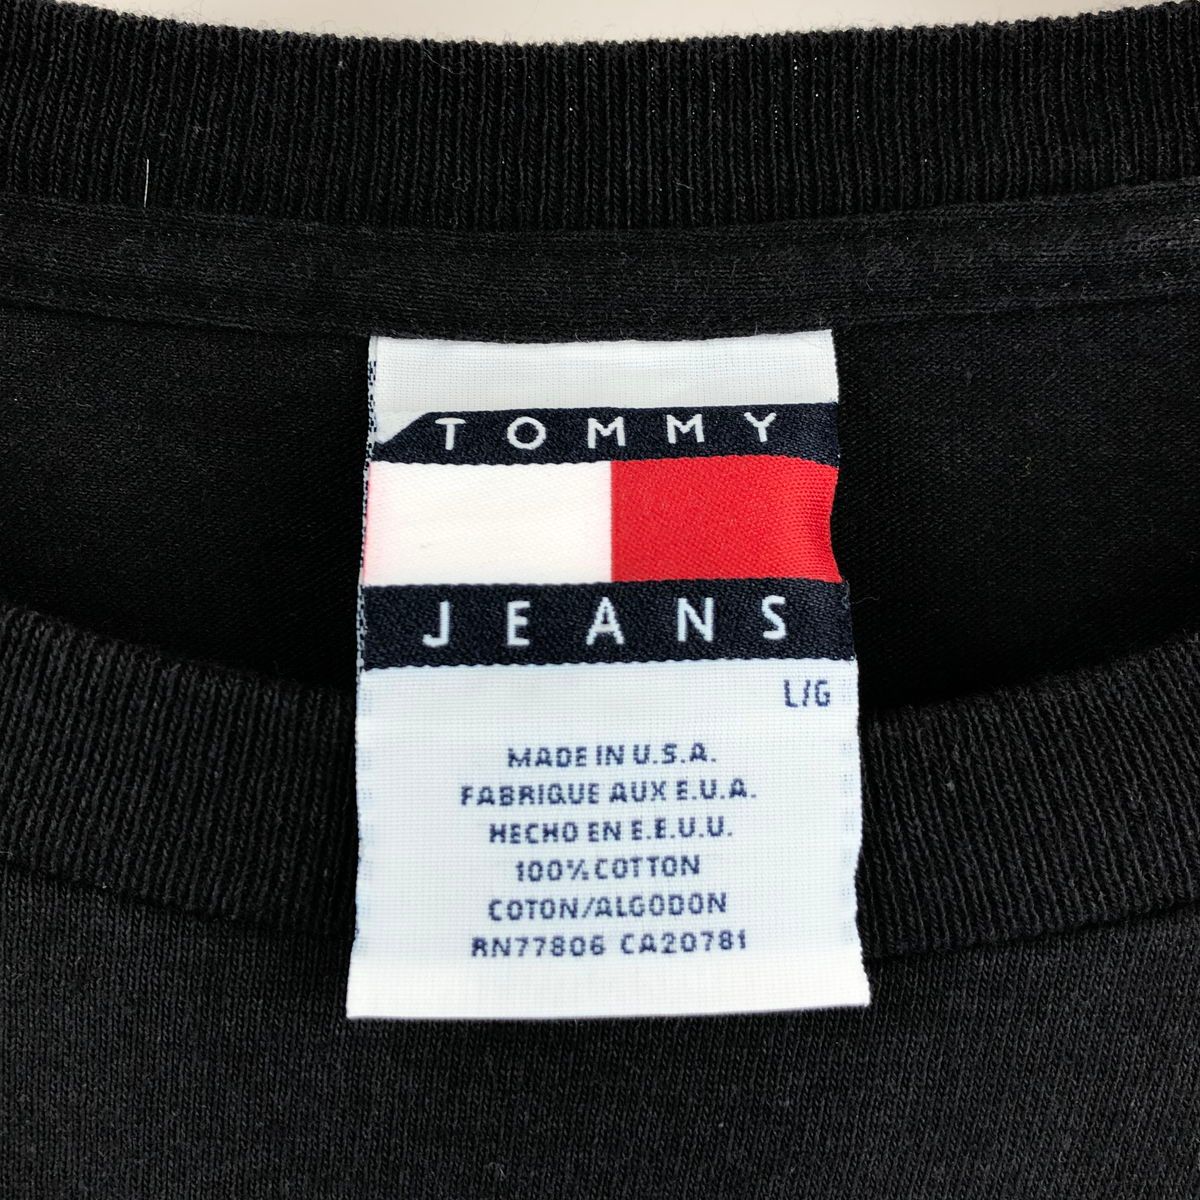 TOMMY
JEANS
L/G
MADE IN U.S.A.
FABRIQUE AUX E.U.A.
HECHO EN E.E.U.U.
100% COTTON
COTON/ALGODON
RN77806 CA20781